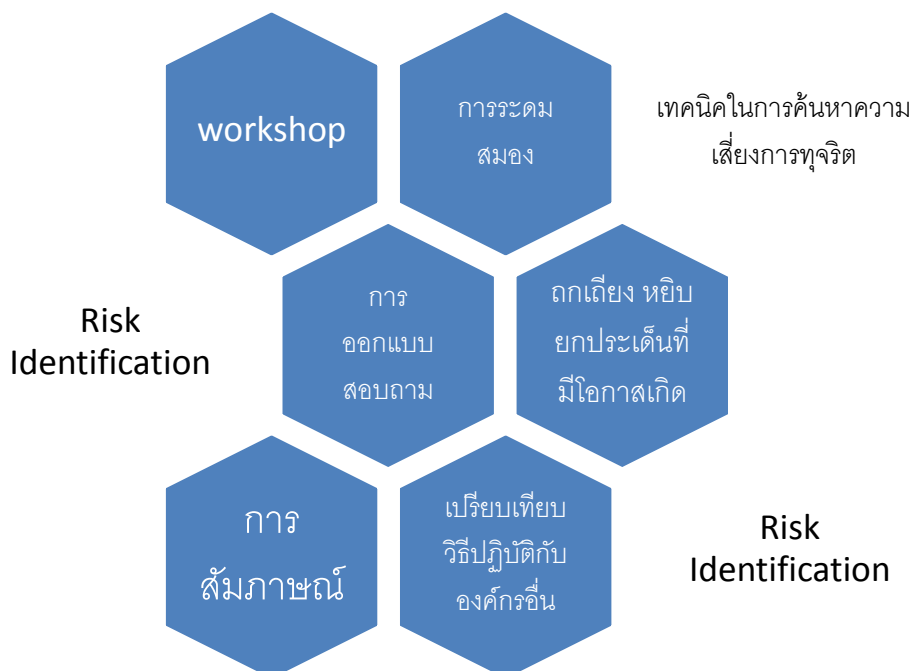 workshop
การระดม
สมอง
เทคนิคในการค้นหาความ
เสี่ยงการทุจริต
Risk
Identification
การ
ออกแบบ
สอบถาม
ถกเถียง หยิบ
ยกประเด็นที่
มีโอกาสเกิด
การ
สัมภาษณ์
เปรียบเทียบ
วิธีปฏิบัติกับ
องค์กรอื่น
Risk
Identification